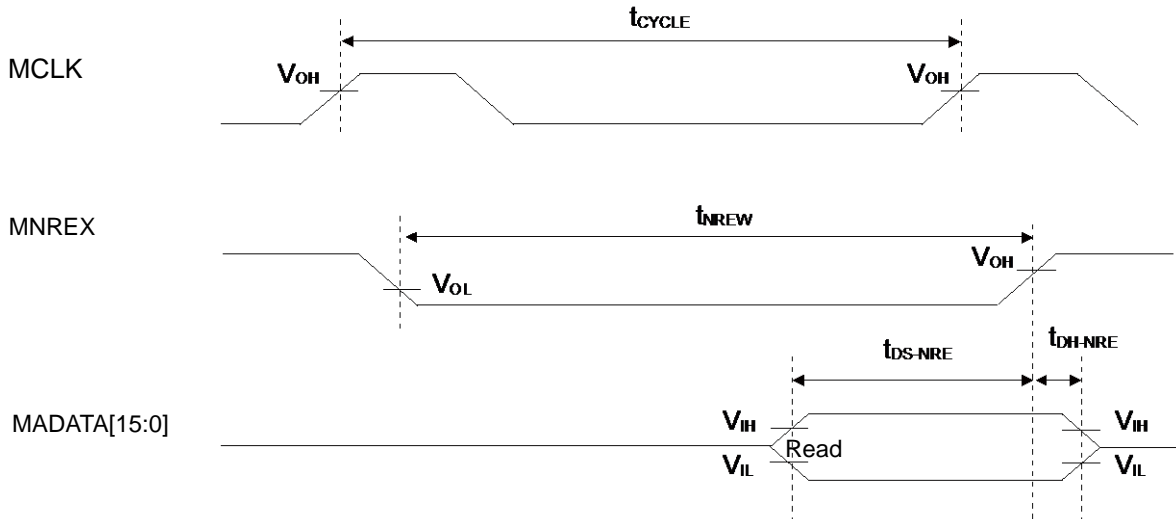 tCYCLE
MCLK
VOH
VOH
MNREX
tNREW
VOH
VOL
tDS-NRE
tDH-NRE
MADATA[15:0]
VIH
VIH
Read
VIL
VIL